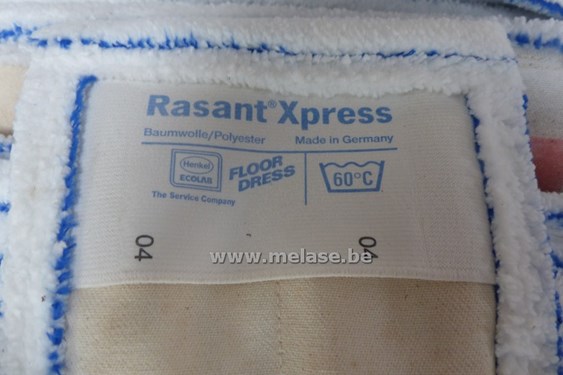 Rasant® Xpress
Baumwolle/Polyester Made in Germany
Henkel
ECOLAB
The Service Company
FLOOR
DRESS
60°C
04 04
www.melase.be